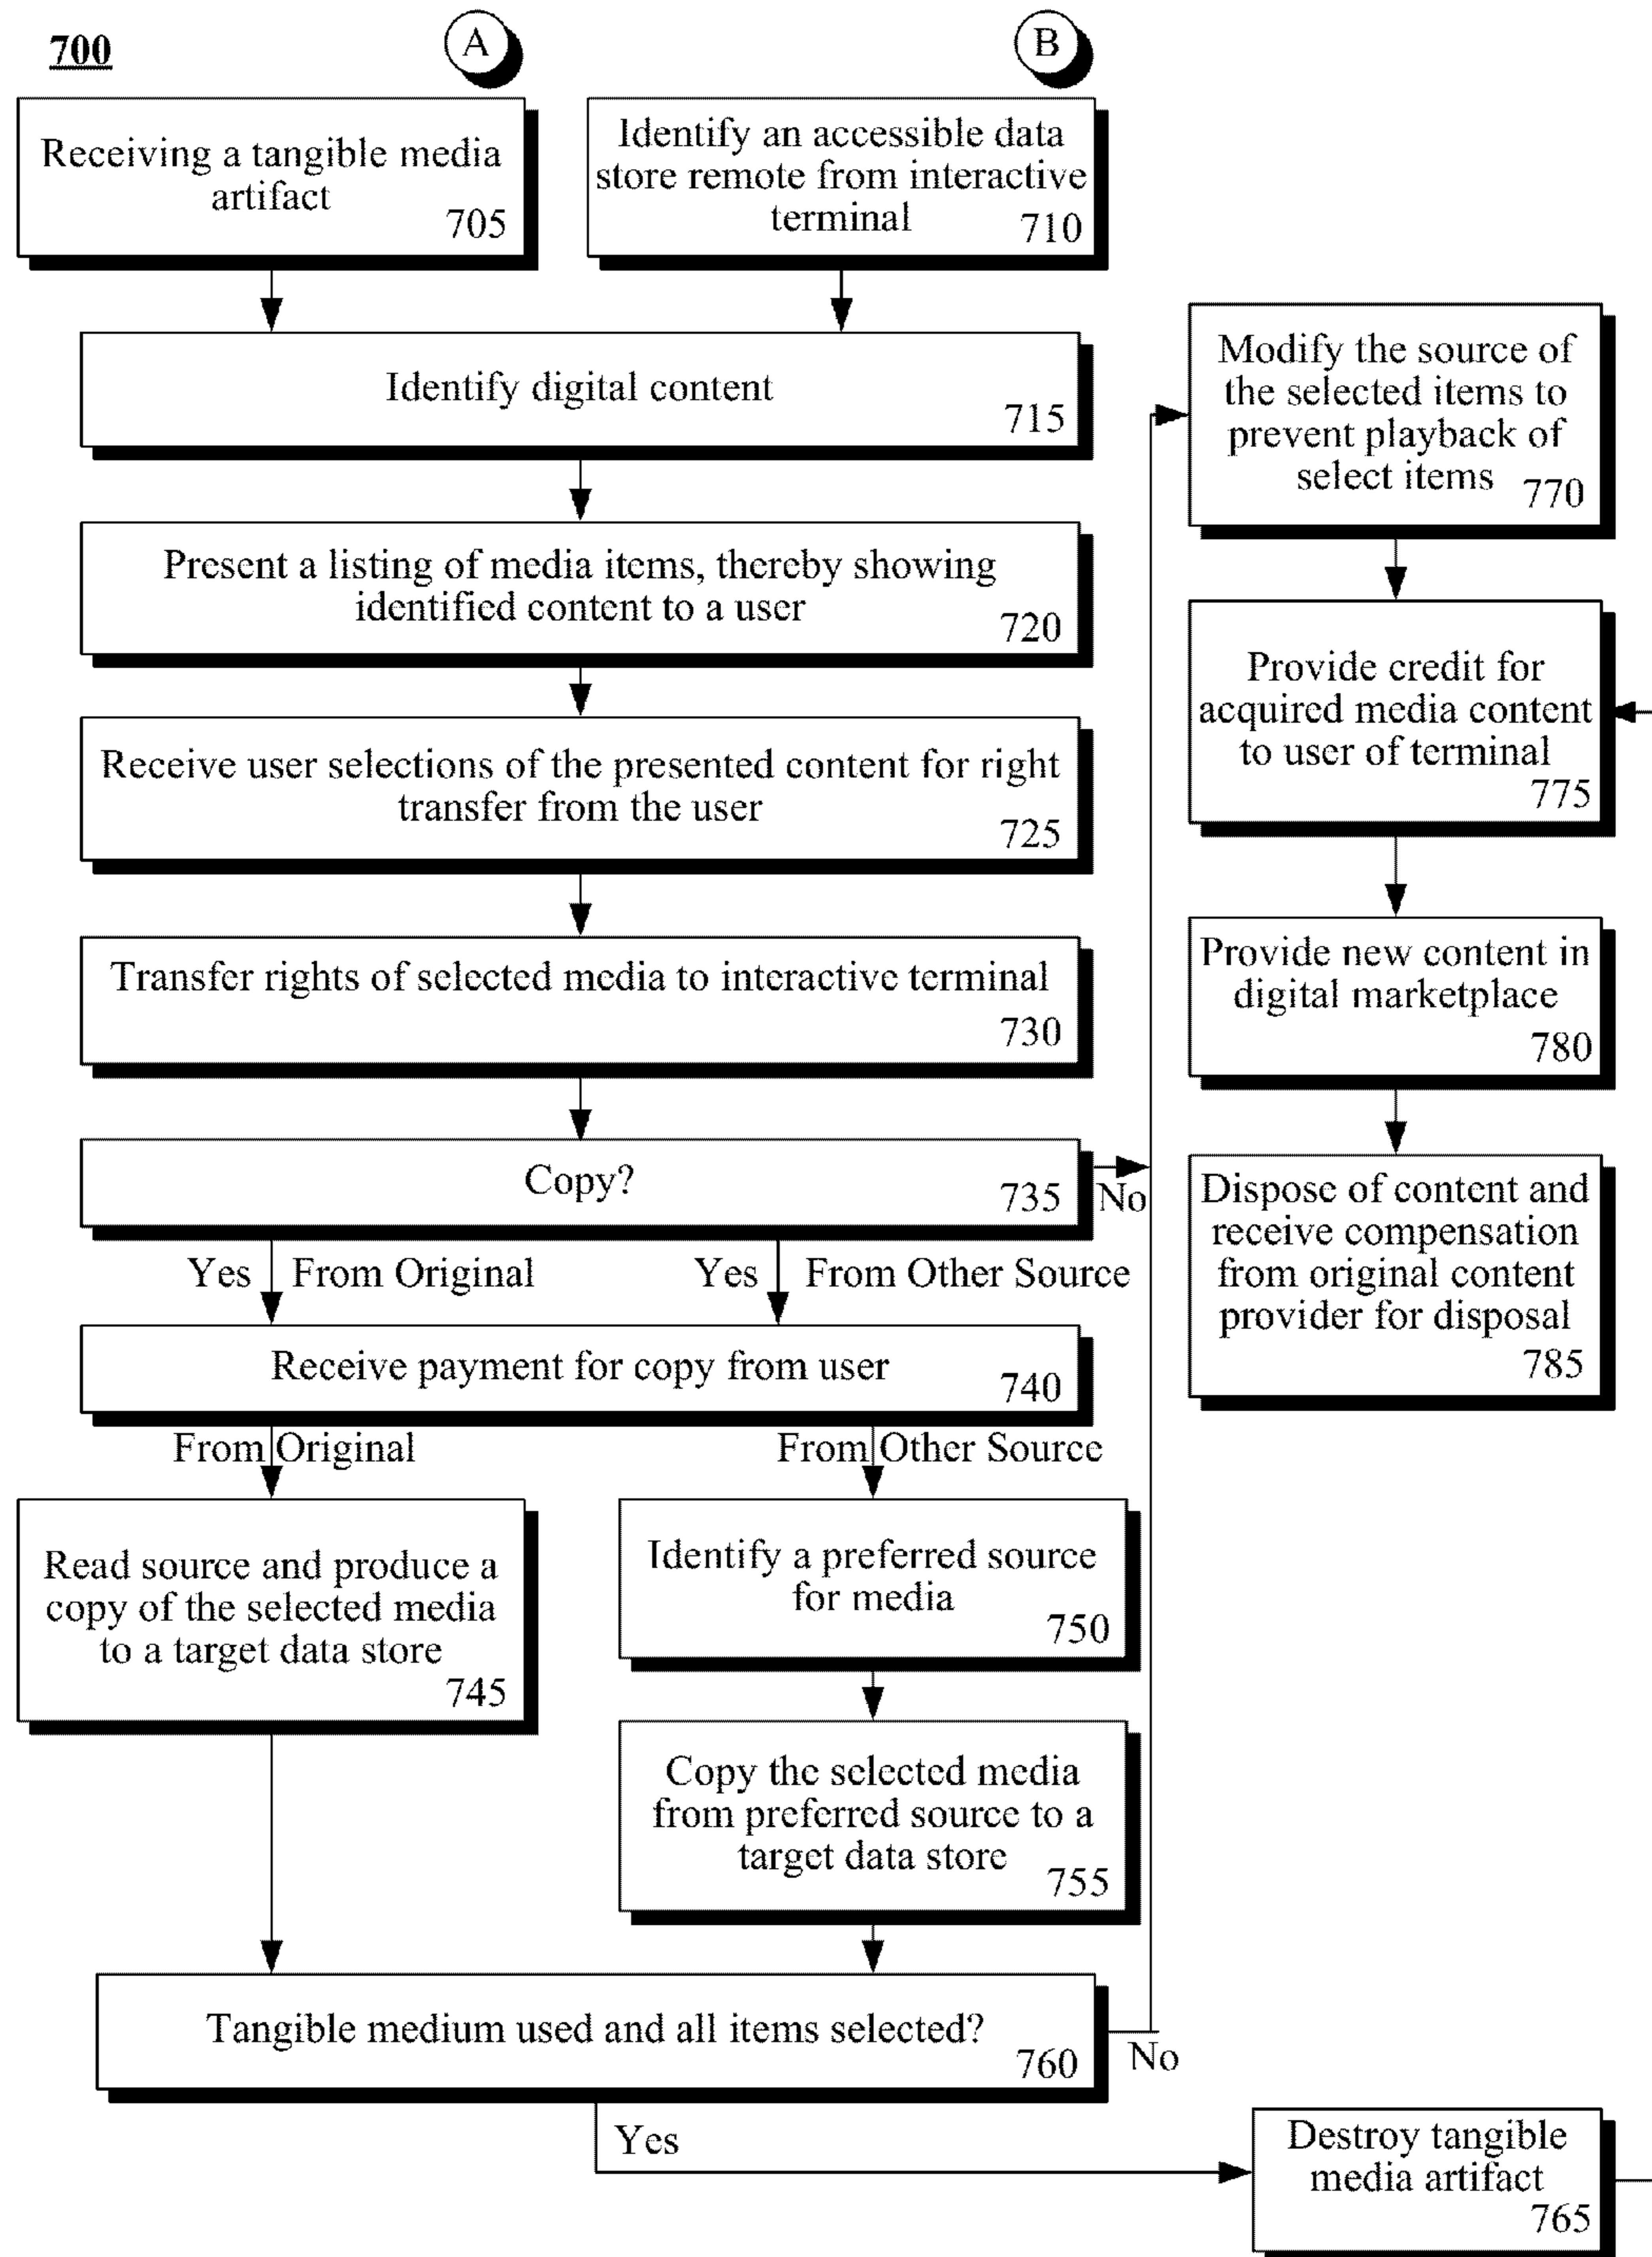 700
A
B
Receiving a tangible media
artifact
705
Identify an accessible data
store remote from interactive
terminal
710
Identify digital content
715
Present a listing of media items, thereby showing
identified content to a user
720
Receive user selections of the presented content for right
transfer from the user
725
Transfer rights of selected media to interactive terminal
730
Copy?
735
No
Yes From Original
Yes From Other Source
Receive payment for copy from user
740
From Original
From Other Source
Read source and produce a
copy of the selected media
to a target data store
745
Identify a preferred source
for media
750
Copy the selected media
from preferred source to a
target data store
755
Tangible medium used and all items selected?
760
No
Yes
Destroy tangible
media artifact
765
Modify the source of
the selected items to
prevent playback of
select items
770
Provide credit for
acquired media content
to user of terminal
775
Provide new content in
digital marketplace
780
Dispose of content and
receive compensation
from original content
provider for disposal
785